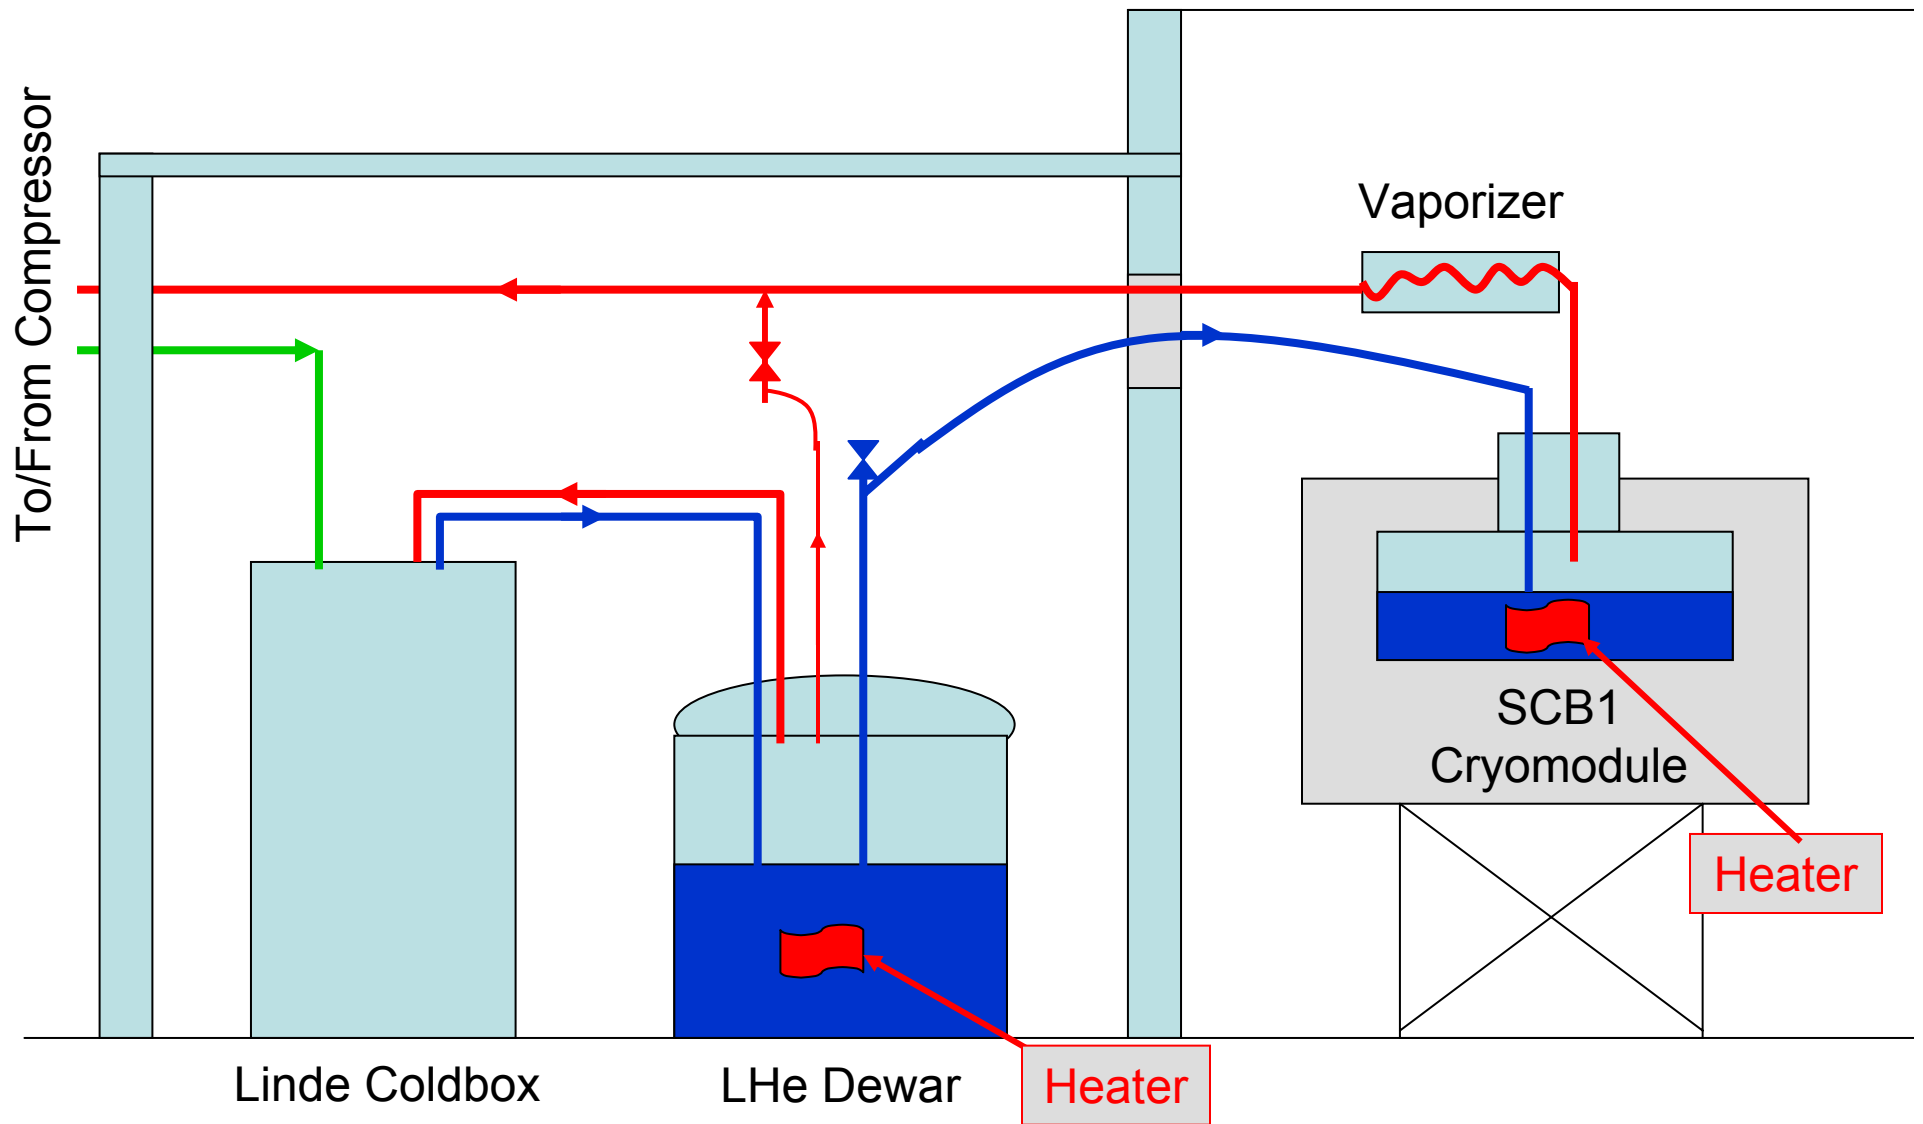 To/From Compressor
Vaporizer
SCB1
Cryomodule
Heater
Linde Coldbox
LHe Dewar
Heater